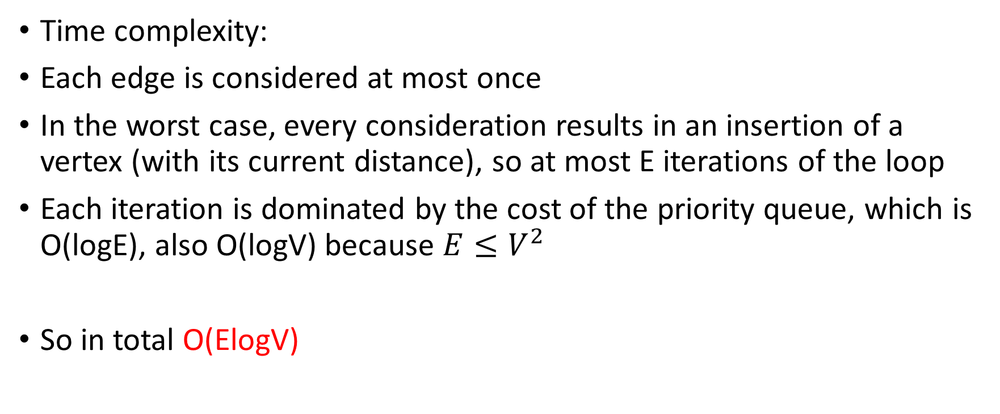 • Time complexity:
• Each edge is considered at most once
• In the worst case, every consideration results in an insertion of a
vertex (with its current distance), so at most E iterations of the loop
• Each iteration is dominated by the cost of the priority queue, which is
O(logE), also O(logV) because E ≤ V²
• So in total O(ElogV)